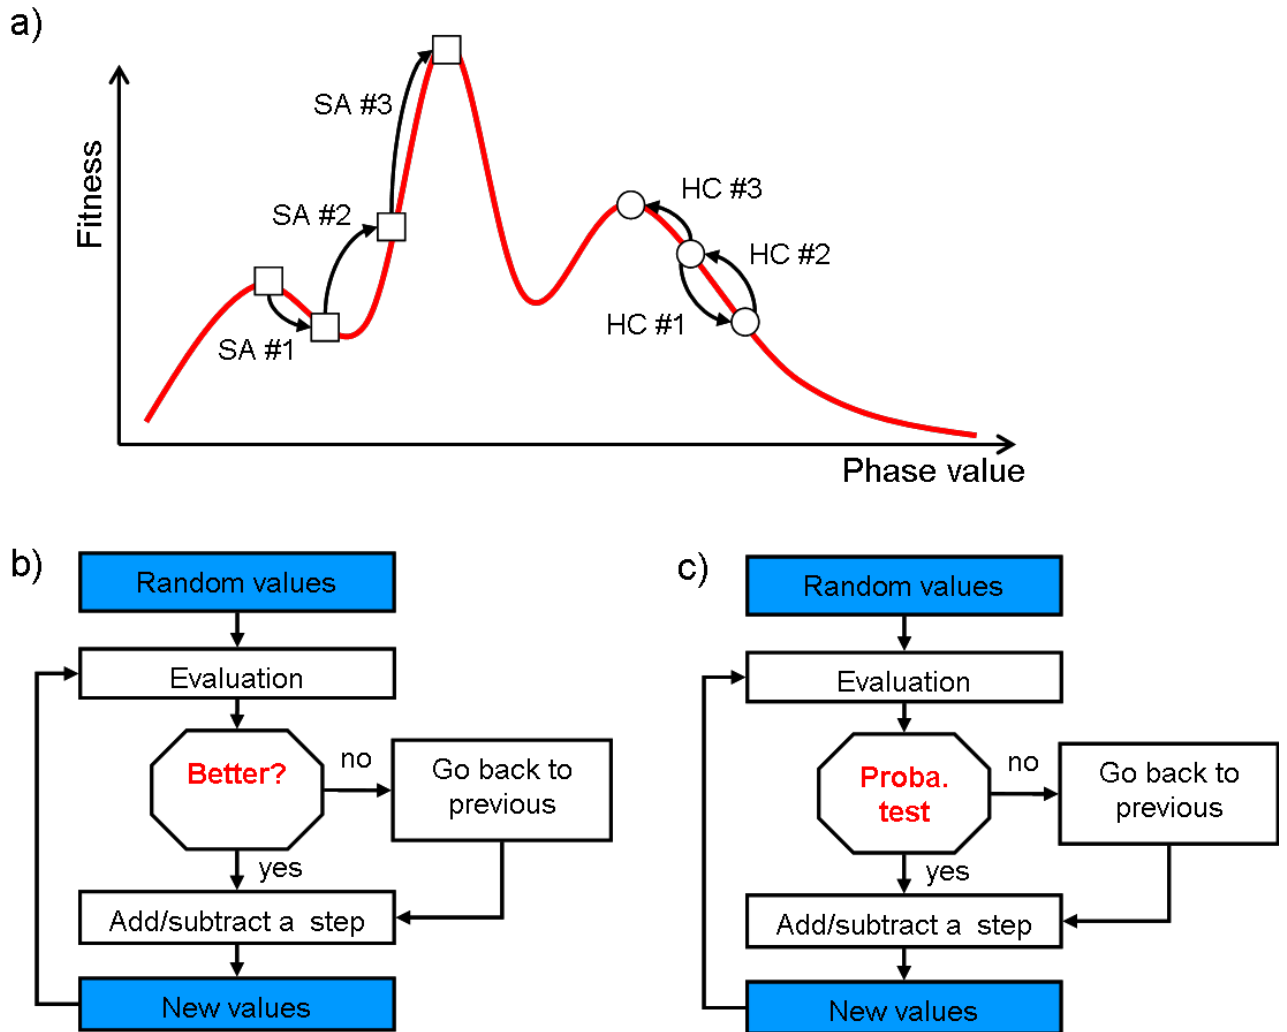 a)
SA #3
SA #2
SA #1
HC #3
HC #2
HC #1
Fitness
Phase value
b)
Random values
Evaluation
Better?
no
Go back to
previous
yes
Add/subtract a step
New values
c)
Random values
Evaluation
Proba.
test
no
Go back to
previous
yes
Add/subtract a step
New values